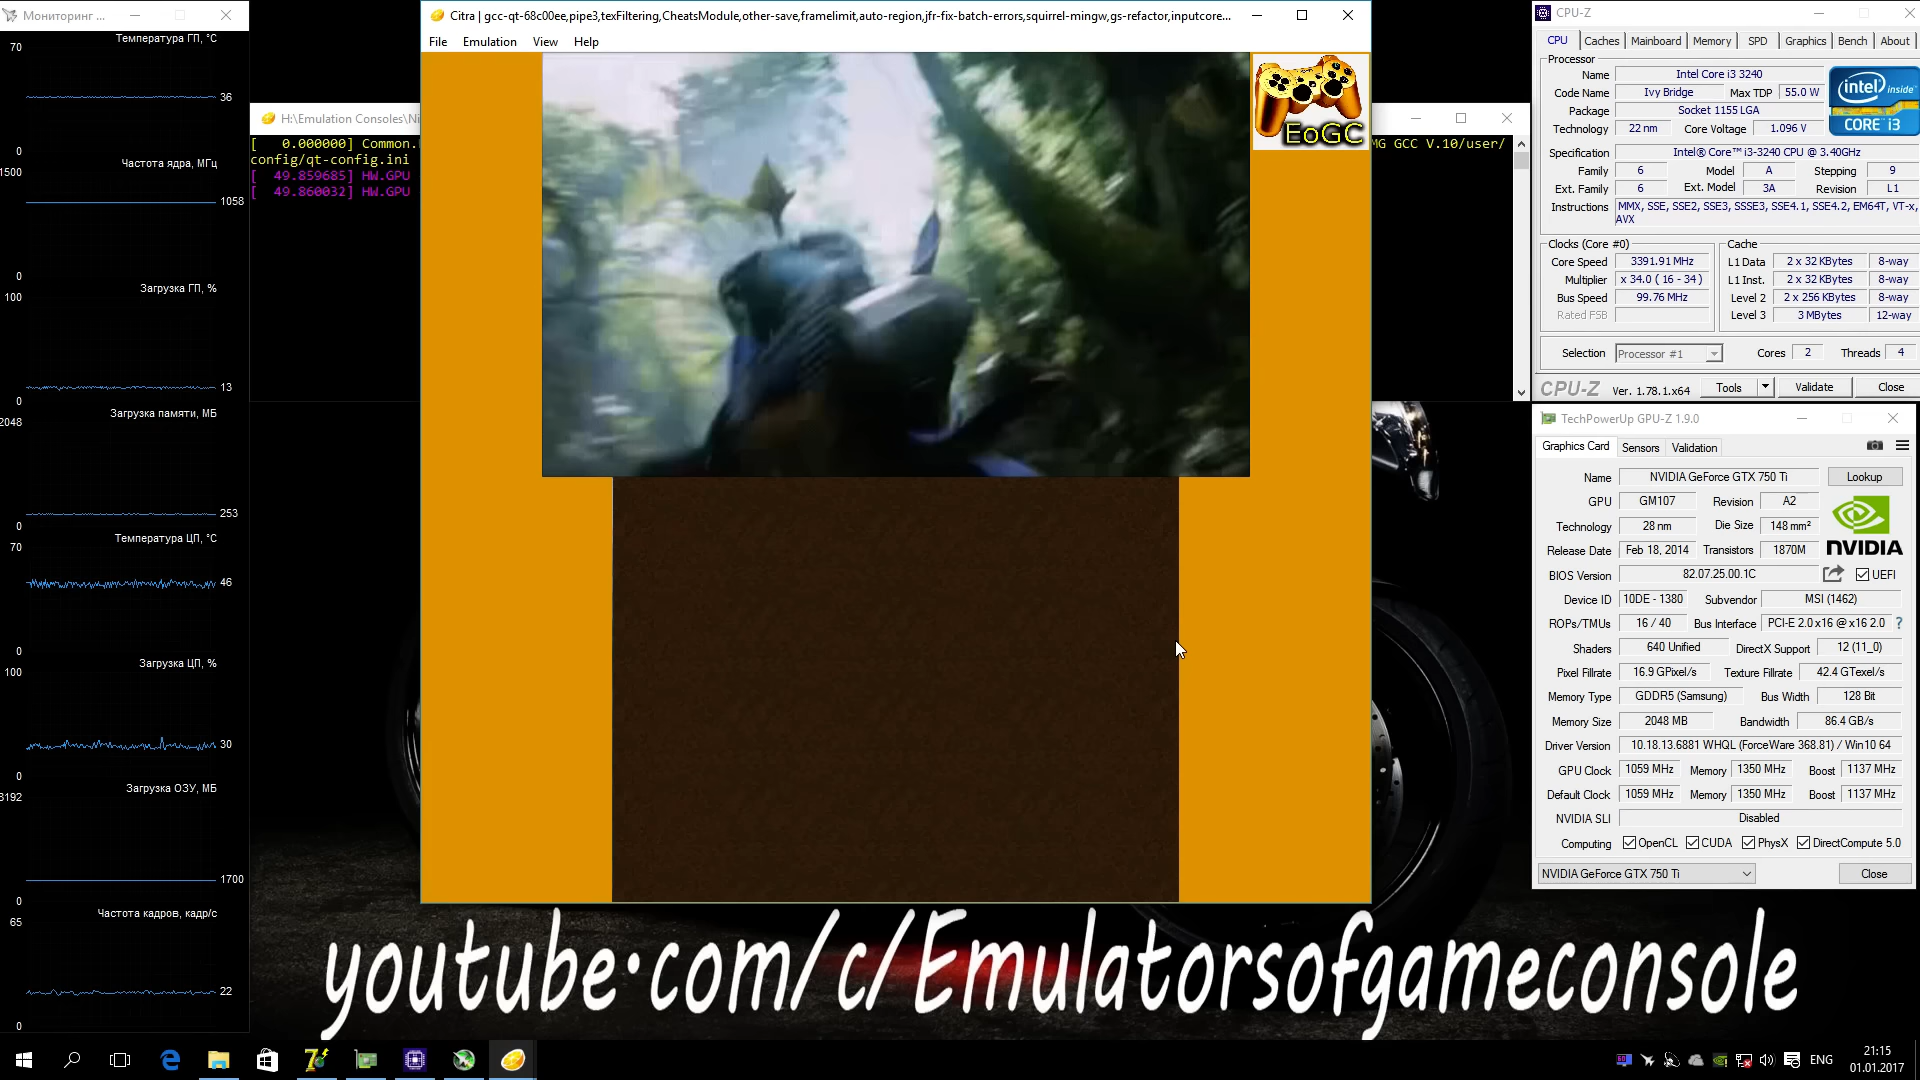 Мониторинг ...
Температура ГП, °C
70
36
0
Частота ядра, МГц
1500
1058
0
Загрузка ГП, %
100
13
0
Загрузка памяти, МБ
2048
253
0
Температура ЦП, °C
70
46
0
Загрузка ЦП, %
100
30
0
Загрузка ОЗУ, МБ
8192
1700
0
Частота кадров, кадр/с
65
22
0
H:\Emulation Consoles\Ni
[ 0.000000] Common.
config/qt-config.ini
[ 49.859685] HW.GPU
[ 49.860032] HW.GPU
MG GCC V.10/user/
Citra | gcc-qt-68c00ee,pipe3,texFiltering,CheatsModule,other-save,framelimit,auto-region,jfr-fix-batch-errors,squirrel-mingw,gs-refactor,inputcore...
File Emulation View Help
EoGC
CPU-Z
CPU Caches Mainboard Memory SPD Graphics Bench About
Processor
Name Intel Core i3 3240
Code Name Ivy Bridge Max TDP 55.0 W
Package Socket 1155 LGA
Technology 22 nm Core Voltage 1.096 V
intel inside™
CORE i3
Specification Intel® Core™ i3-3240 CPU @ 3.40GHz
Family 6 Model A Stepping 9
Ext. Family 6 Ext. Model 3A Revision L1
Instructions MMX, SSE, SSE2, SSE3, SSSE3, SSE4.1, SSE4.2, EM64T, VT-x,
AVX
Clocks (Core #0) Cache
Core Speed 3391.91 MHz L1 Data 2 x 32 KBytes 8-way
Multiplier x 34.0 ( 16 - 34 ) L1 Inst. 2 x 32 KBytes 8-way
Bus Speed 99.76 MHz Level 2 2 x 256 KBytes 8-way
Rated FSB Level 3 3 MBytes 12-way
Selection Processor #1 Cores 2 Threads 4
CPU-Z Ver. 1.78.1.x64 Tools Validate Close
TechPowerUp GPU-Z 1.9.0
Graphics Card Sensors Validation
Name NVIDIA GeForce GTX 750 Ti Lookup
GPU GM107 Revision A2
Technology 28 nm Die Size 148 mm²
Release Date Feb 18, 2014 Transistors 1870M
NVIDIA
BIOS Version 82.07.25.00.1C UEFI
Device ID 10DE - 1380 Subvendor MSI (1462)
ROPs/TMUs 16 / 40 Bus Interface PCI-E 2.0 x16 @ x16 2.0 ?
Shaders 640 Unified DirectX Support 12 (11_0)
Pixel Fillrate 16.9 GPixel/s Texture Fillrate 42.4 GTexel/s
Memory Type GDDR5 (Samsung) Bus Width 128 Bit
Memory Size 2048 MB Bandwidth 86.4 GB/s
Driver Version 10.18.13.6881 WHQL (ForceWare 368.81) / Win10 64
GPU Clock 1059 MHz Memory 1350 MHz Boost 1137 MHz
Default Clock 1059 MHz Memory 1350 MHz Boost 1137 MHz
NVIDIA SLI Disabled
Computing OpenCL CUDA PhysX DirectCompute 5.0
NVIDIA GeForce GTX 750 Ti Close
youtube.com/c/Emulatorsofgameconsole
ENG
21:15
01.01.2017